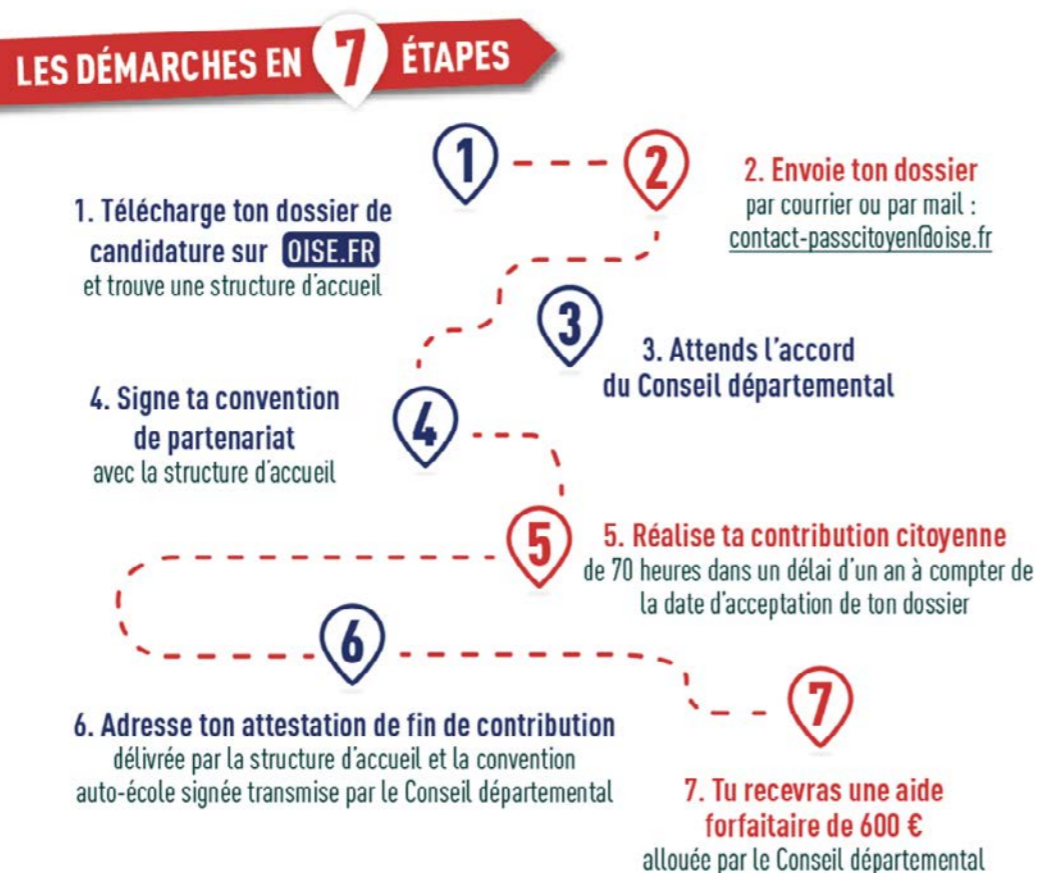 LES DÉMARCHES EN 7 ÉTAPES
1
2
1. Télécharge ton dossier de
candidature sur OISE.FR
et trouve une structure d'accueil
2. Envoie ton dossier
par courrier ou par mail :
contact-passcitoyen@oise.fr
3
3. Attends l'accord
du Conseil départemental
4. Signe ta convention
de partenariat
avec la structure d'accueil
4
5
5. Réalise ta contribution citoyenne
de 70 heures dans un délai d'un an à compter de
la date d'acceptation de ton dossier
6
6. Adresse ton attestation de fin de contribution
délivrée par la structure d'accueil et la convention
auto-école signée transmise par le Conseil départemental
7
7. Tu recevras une aide
forfaitaire de 600 €
allouée par le Conseil départemental